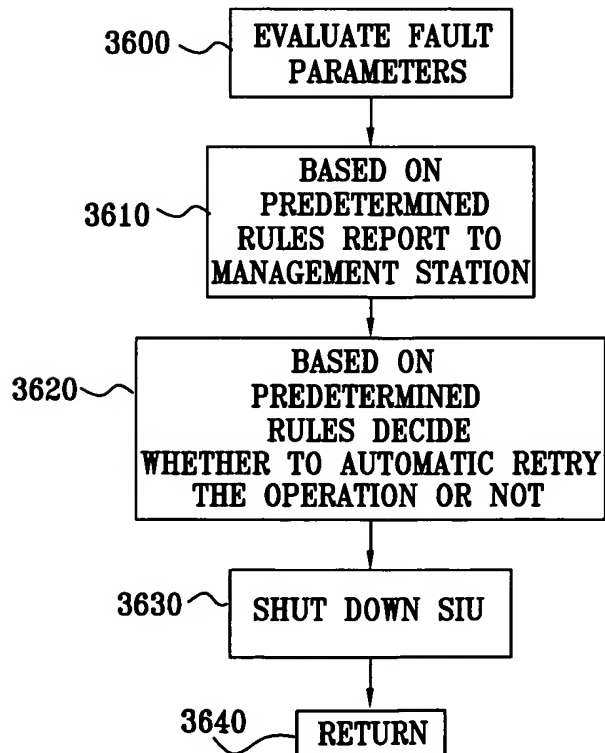 3600
EVALUATE FAULT
PARAMETERS
3610
BASED ON
PREDETERMINED
RULES REPORT TO
MANAGEMENT STATION
3620
BASED ON
PREDETERMINED
RULES DECIDE
WHETHER TO AUTOMATIC RETRY
THE OPERATION OR NOT
3630
SHUT DOWN SIU
3640
RETURN